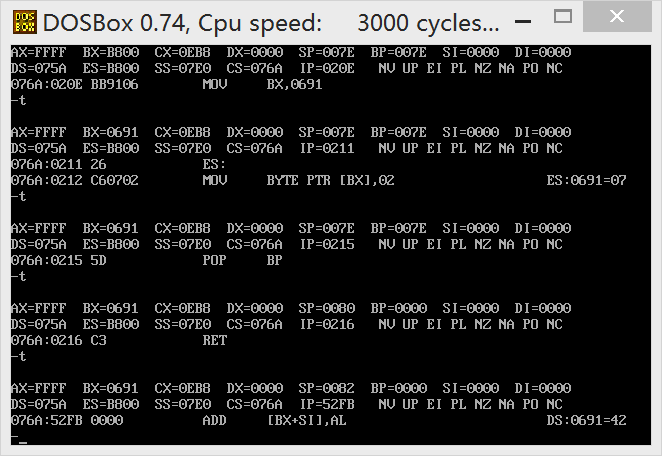 DOS BOX DOSBox 0.74, Cpu speed: 3000 cycles...
AX=FFFF BX=B800 CX=0EB8 DX=0000 SP=007E BP=007E SI=0000 DI=0000
DS=075A ES=B800 SS=07E0 CS=076A IP=020E NV UP EI PL NZ NA PO NC
076A:020E BB9106 MOV BX,0691
-t
AX=FFFF BX=0691 CX=0EB8 DX=0000 SP=007E BP=007E SI=0000 DI=0000
DS=075A ES=B800 SS=07E0 CS=076A IP=0211 NV UP EI PL NZ NA PO NC
076A:0211 26 ES:
076A:0212 C60702 MOV BYTE PTR [BX],02 ES:0691=07
-t
AX=FFFF BX=0691 CX=0EB8 DX=0000 SP=007E BP=007E SI=0000 DI=0000
DS=075A ES=B800 SS=07E0 CS=076A IP=0215 NV UP EI PL NZ NA PO NC
076A:0215 5D POP BP
-t
AX=FFFF BX=0691 CX=0EB8 DX=0000 SP=0080 BP=0000 SI=0000 DI=0000
DS=075A ES=B800 SS=07E0 CS=076A IP=0216 NV UP EI PL NZ NA PO NC
076A:0216 C3 RET
-t
AX=FFFF BX=0691 CX=0EB8 DX=0000 SP=0082 BP=0000 SI=0000 DI=0000
DS=075A ES=B800 SS=07E0 CS=076A IP=52FB NV UP EI PL NZ NA PO NC
076A:52FB 0000 ADD [BX+SI],AL DS:0691=42
-_